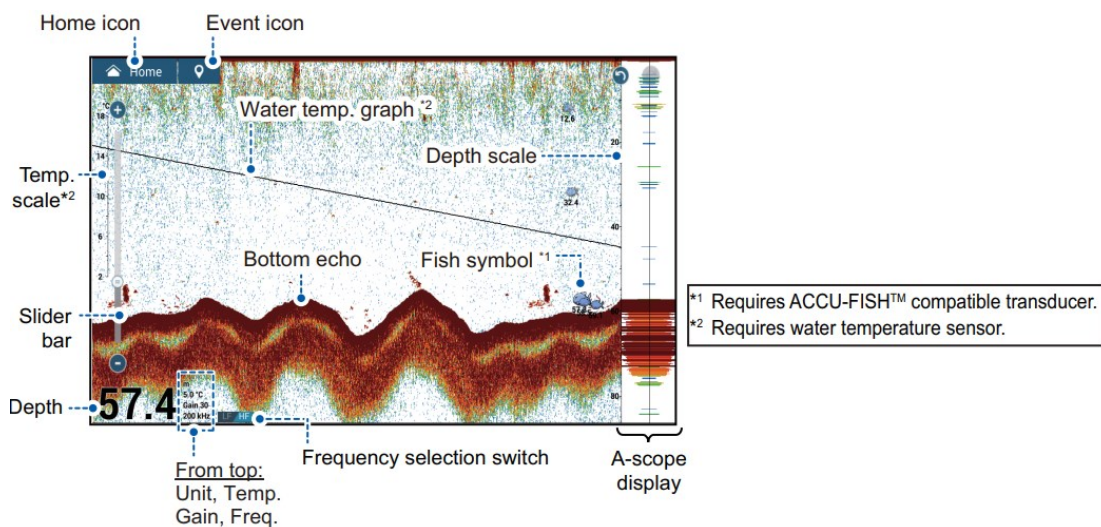 Home icon
Event icon
Home
°C
18
Water temp. graph *2
12.6
Depth scale
20
14
Temp.
scale*2
10
32.4
40
6
Bottom echo
Fish symbol *1
2
*1 Requires ACCU-FISH™ compatible transducer.
*2 Requires water temperature sensor.
Slider
bar
Depth
57.4
5.0 °C
Gain 30
200 kHz
LF
HF
80
From top:
Unit, Temp.
Gain, Freq.
Frequency selection switch
A-scope
display